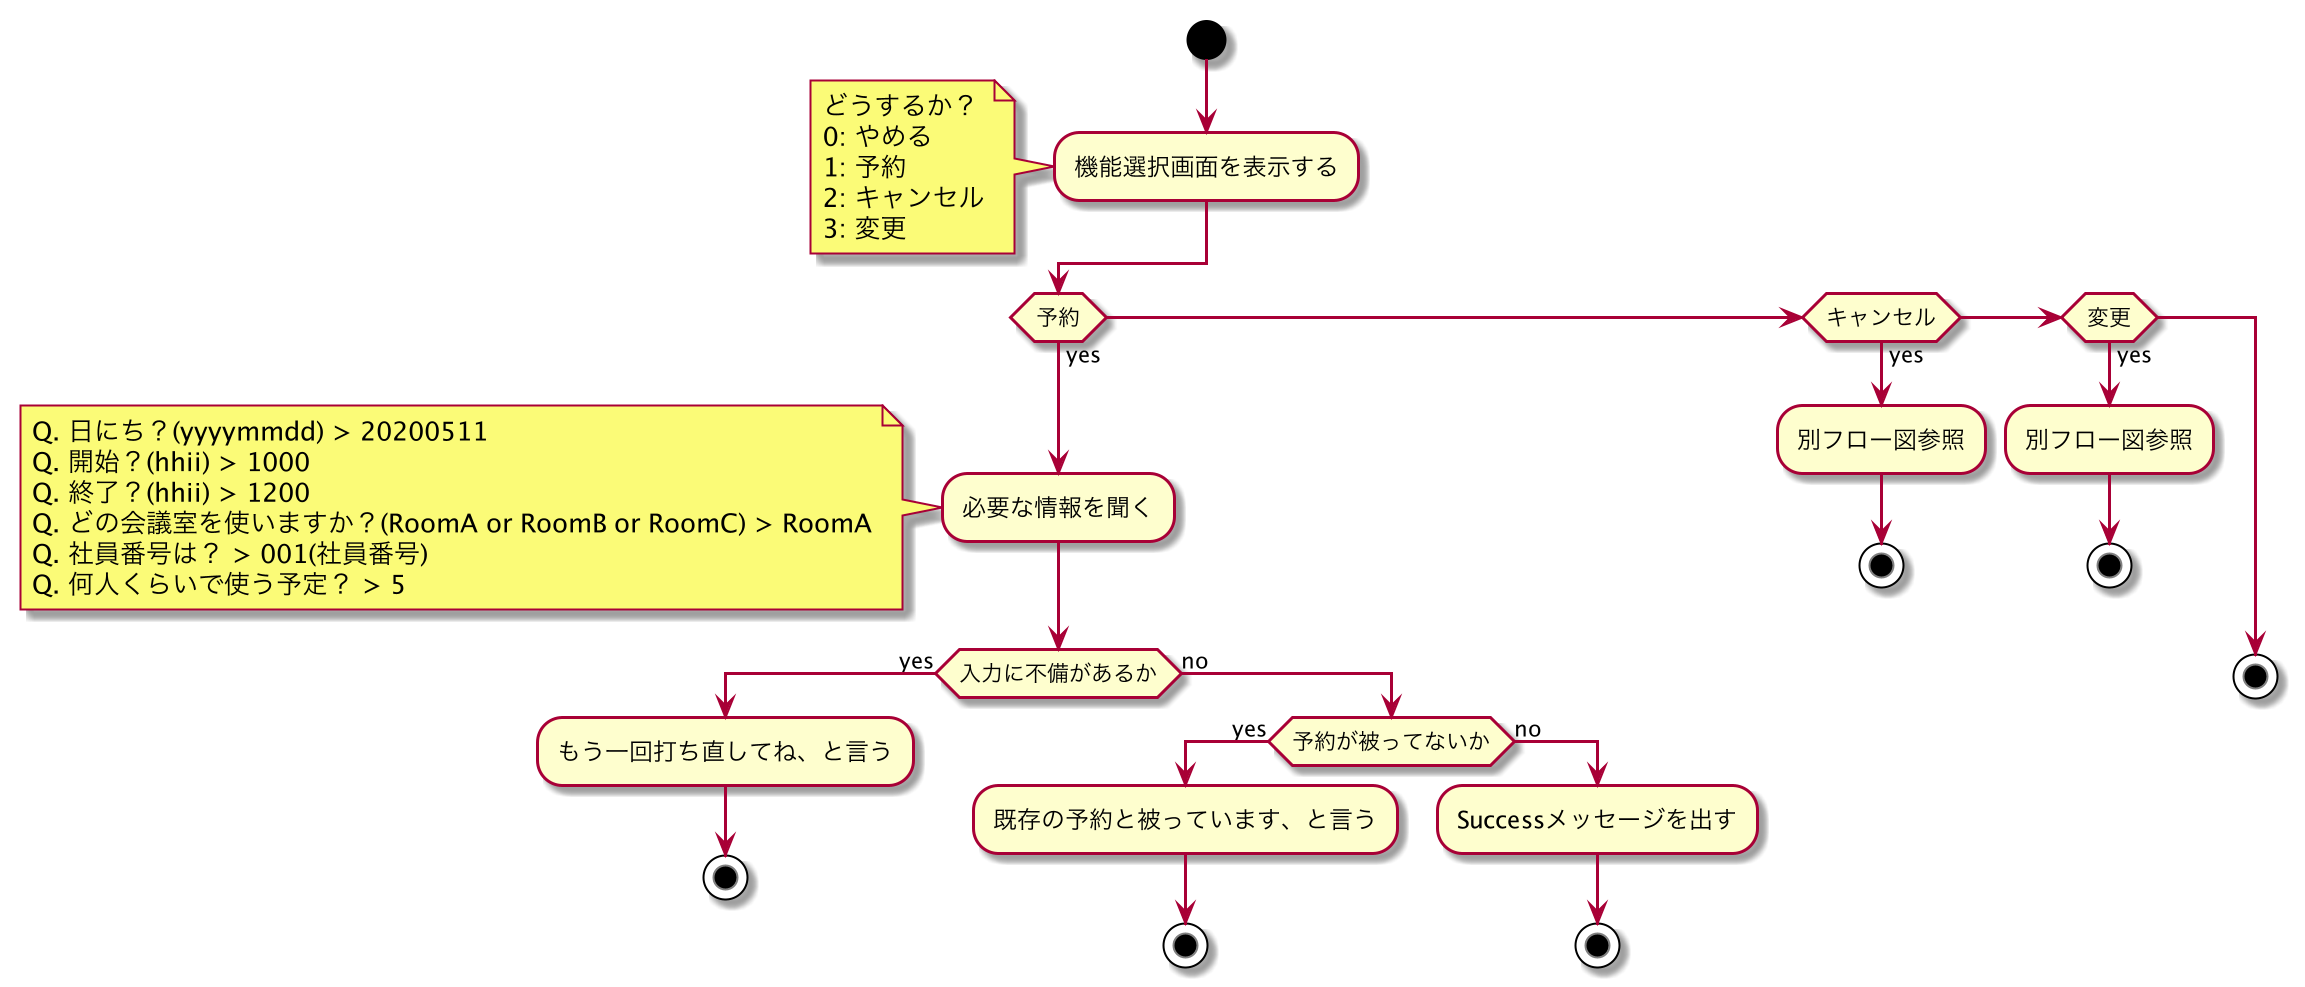 どうするか？
0: やめる
1: 予約
2: キャンセル
3: 変更
機能選択画面を表示する
予約
キャンセル
変更
yes
yes
yes
別フロー図参照
別フロー図参照
Q. 日にち？(yyyymmdd) > 20200511
Q. 開始？(hhii) > 1000
Q. 終了？(hhii) > 1200
Q. どの会議室を使いますか？(RoomA or RoomB or RoomC) > RoomA
Q. 社員番号は？ > 001(社員番号)
Q. 何人くらいで使う予定？ > 5
必要な情報を聞く
yes
入力に不備があるか
no
もう一回打ち直してね、と言う
yes
予約が被ってないか
no
既存の予約と被っています、と言う
Successメッセージを出す